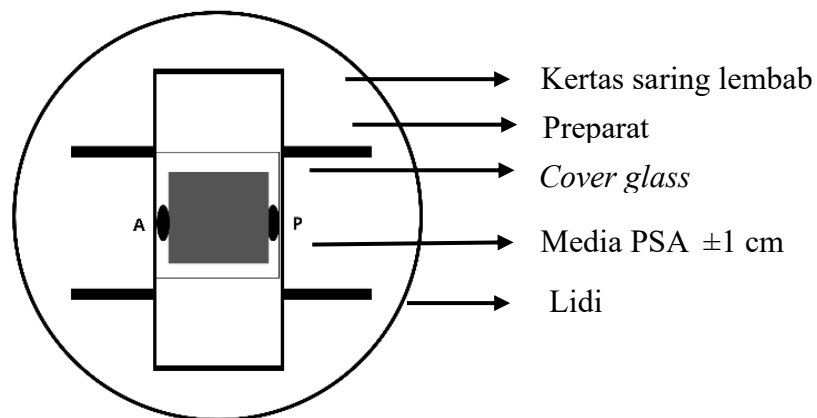 Kertas saring lembab
Preparat
Cover glass
A P
Media PSA ±1 cm
Lidi